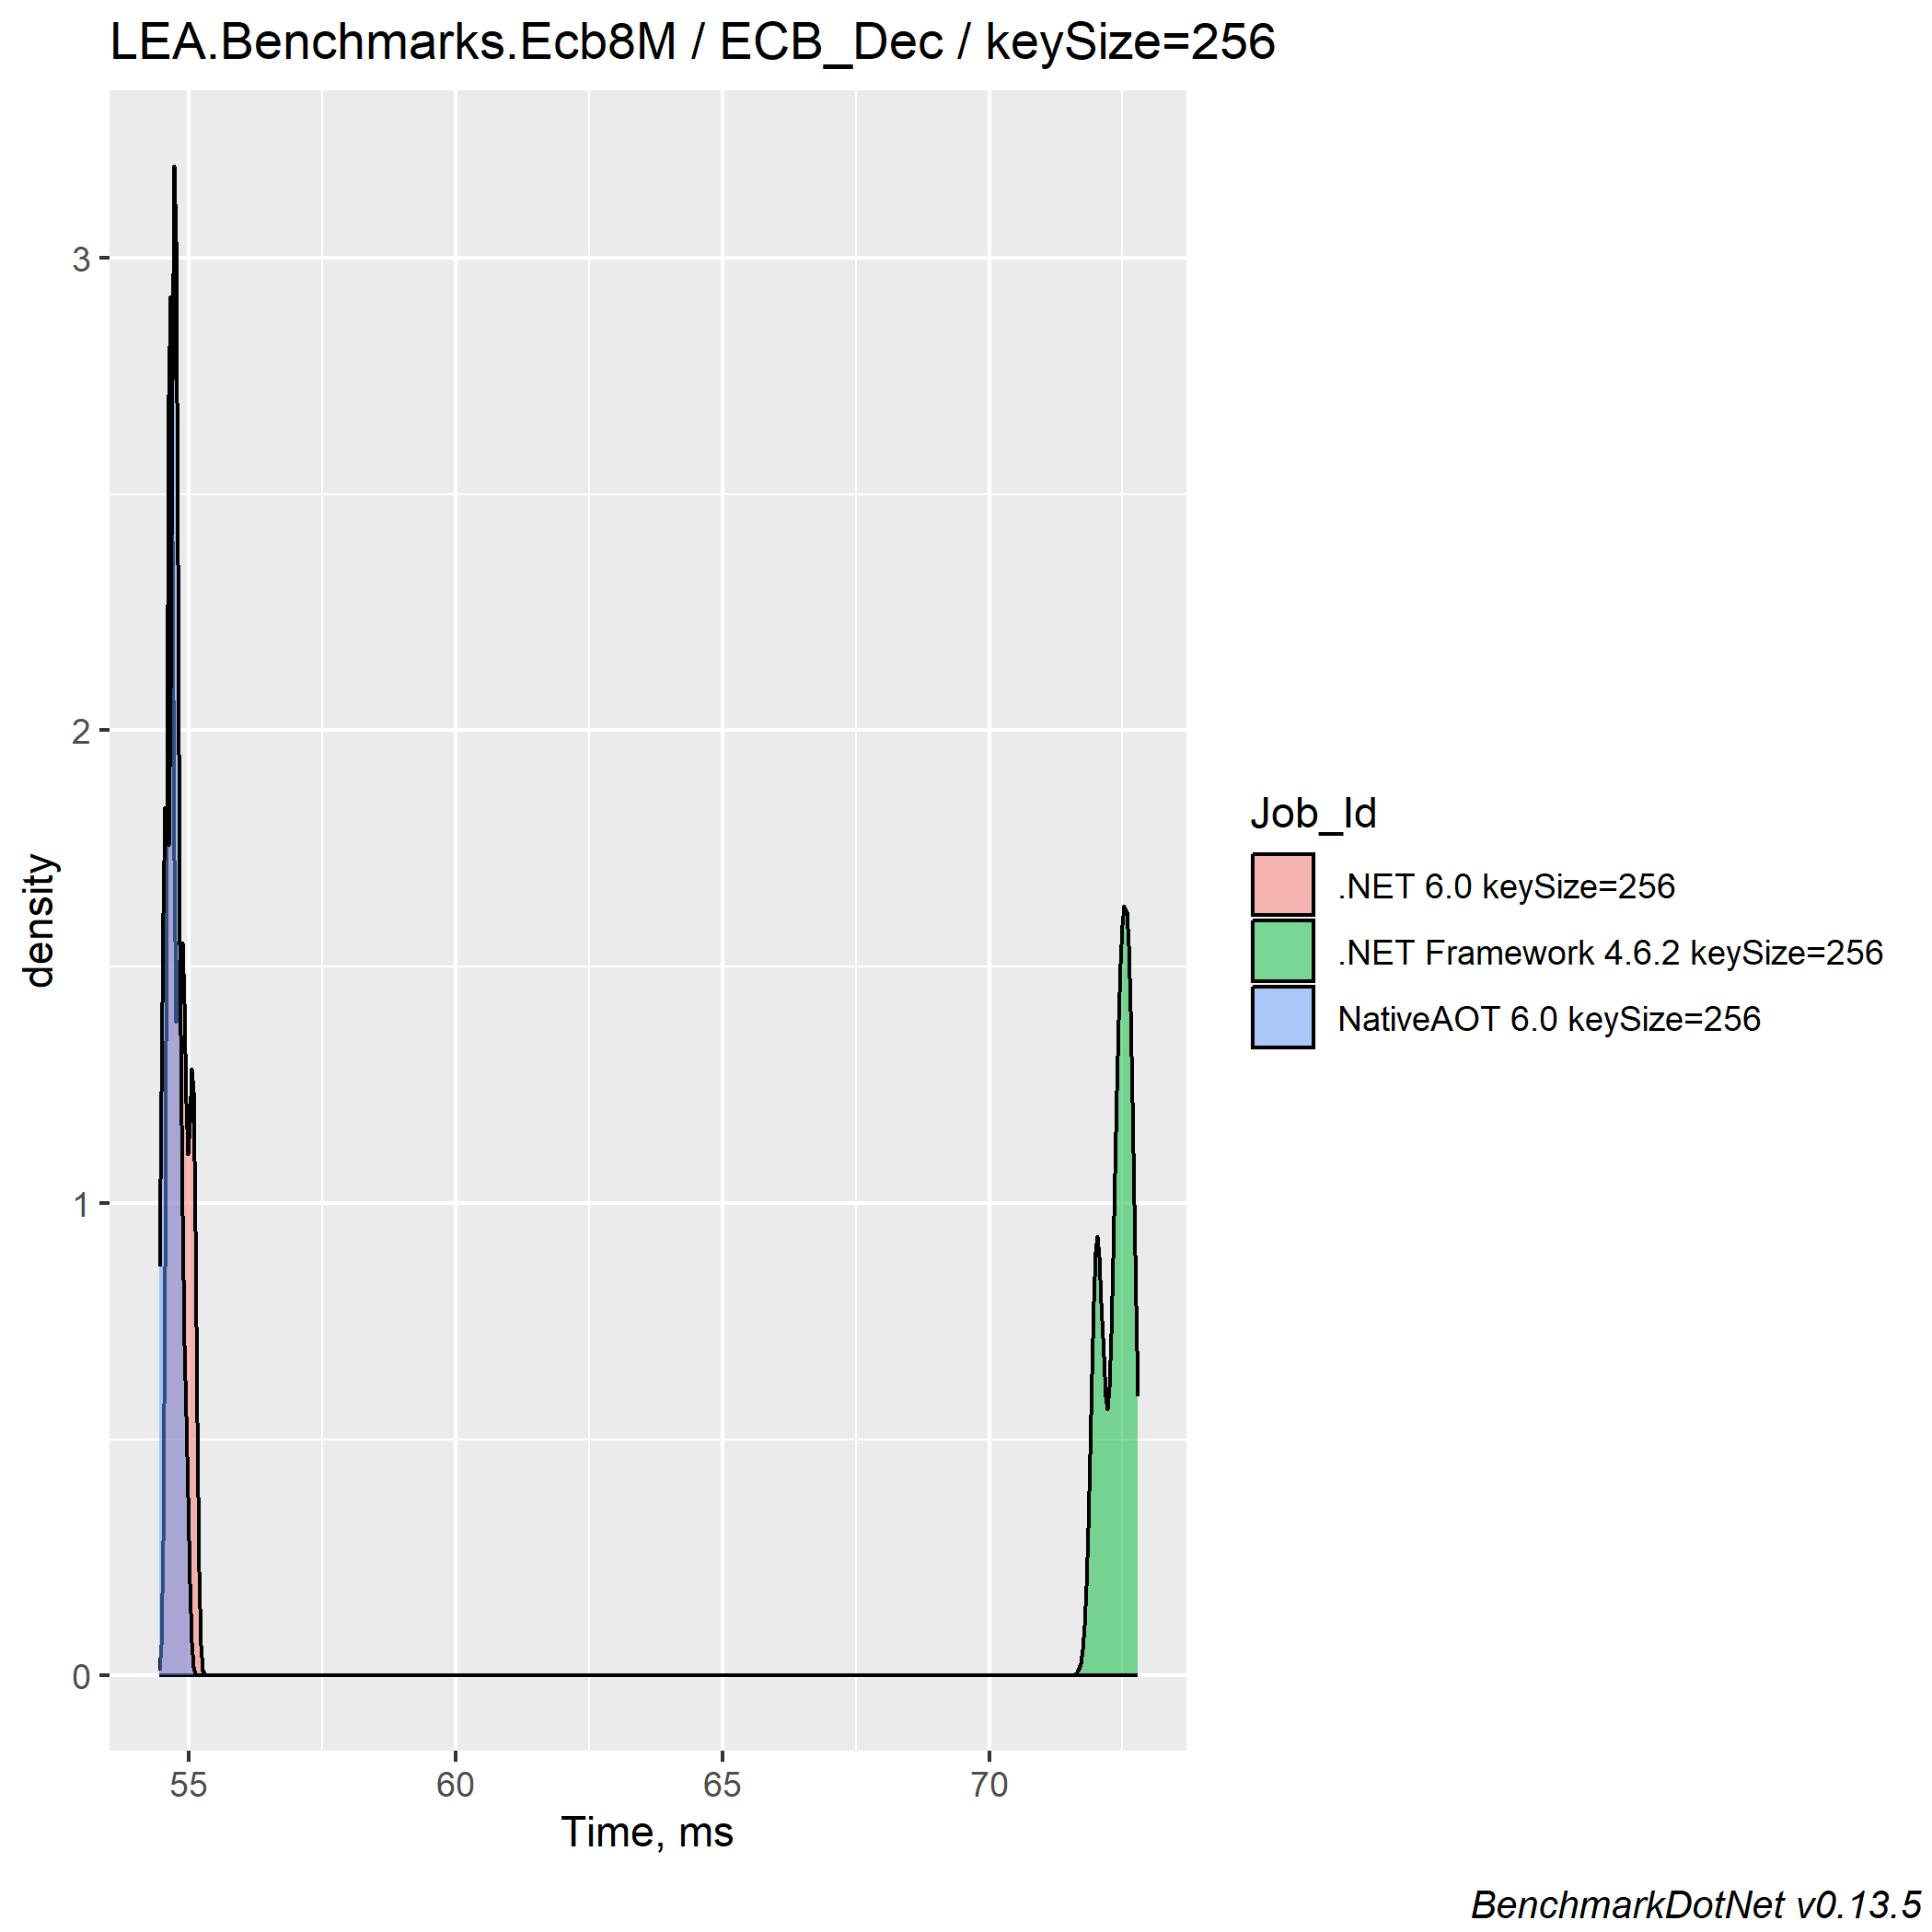 LEA.Benchmarks.Ecb8M / ECB_Dec / keySize=256
3
2
1
0
density
55 60 65 70
Time, ms
Job_Id
.NET 6.0 keySize=256
.NET Framework 4.6.2 keySize=256
NativeAOT 6.0 keySize=256
BenchmarkDotNet v0.13.5